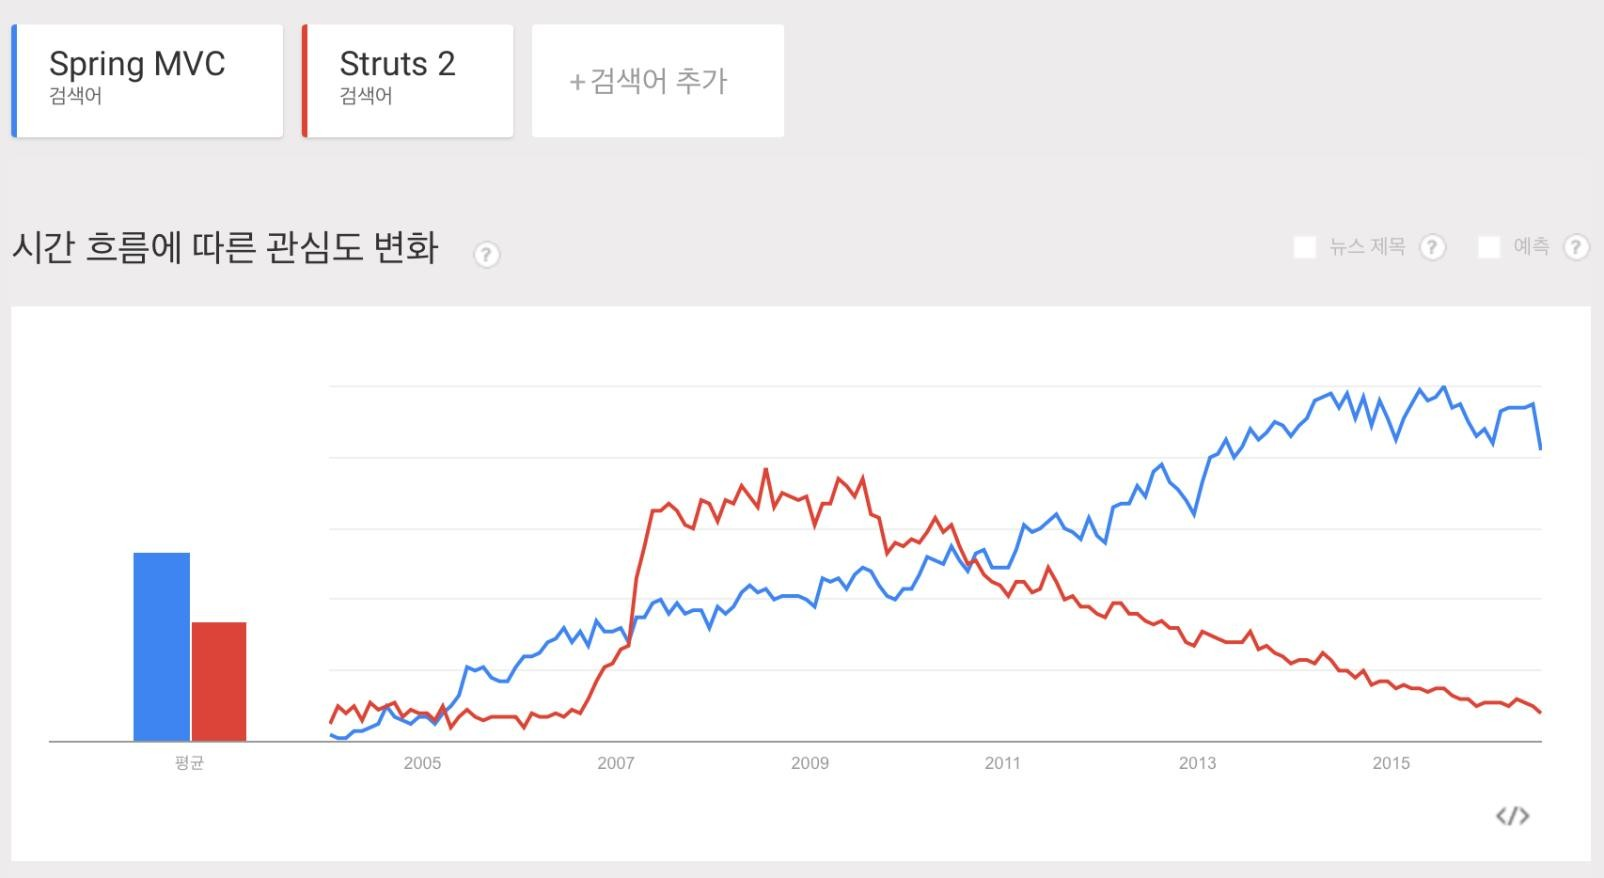 Spring MVC
검색어
Struts 2
검색어
+ 검색어 추가
시간 흐름에 따른 관심도 변화 ?
뉴스 제목 ?
예측 ?
평균
2005
2007
2009
2011
2013
2015
</>